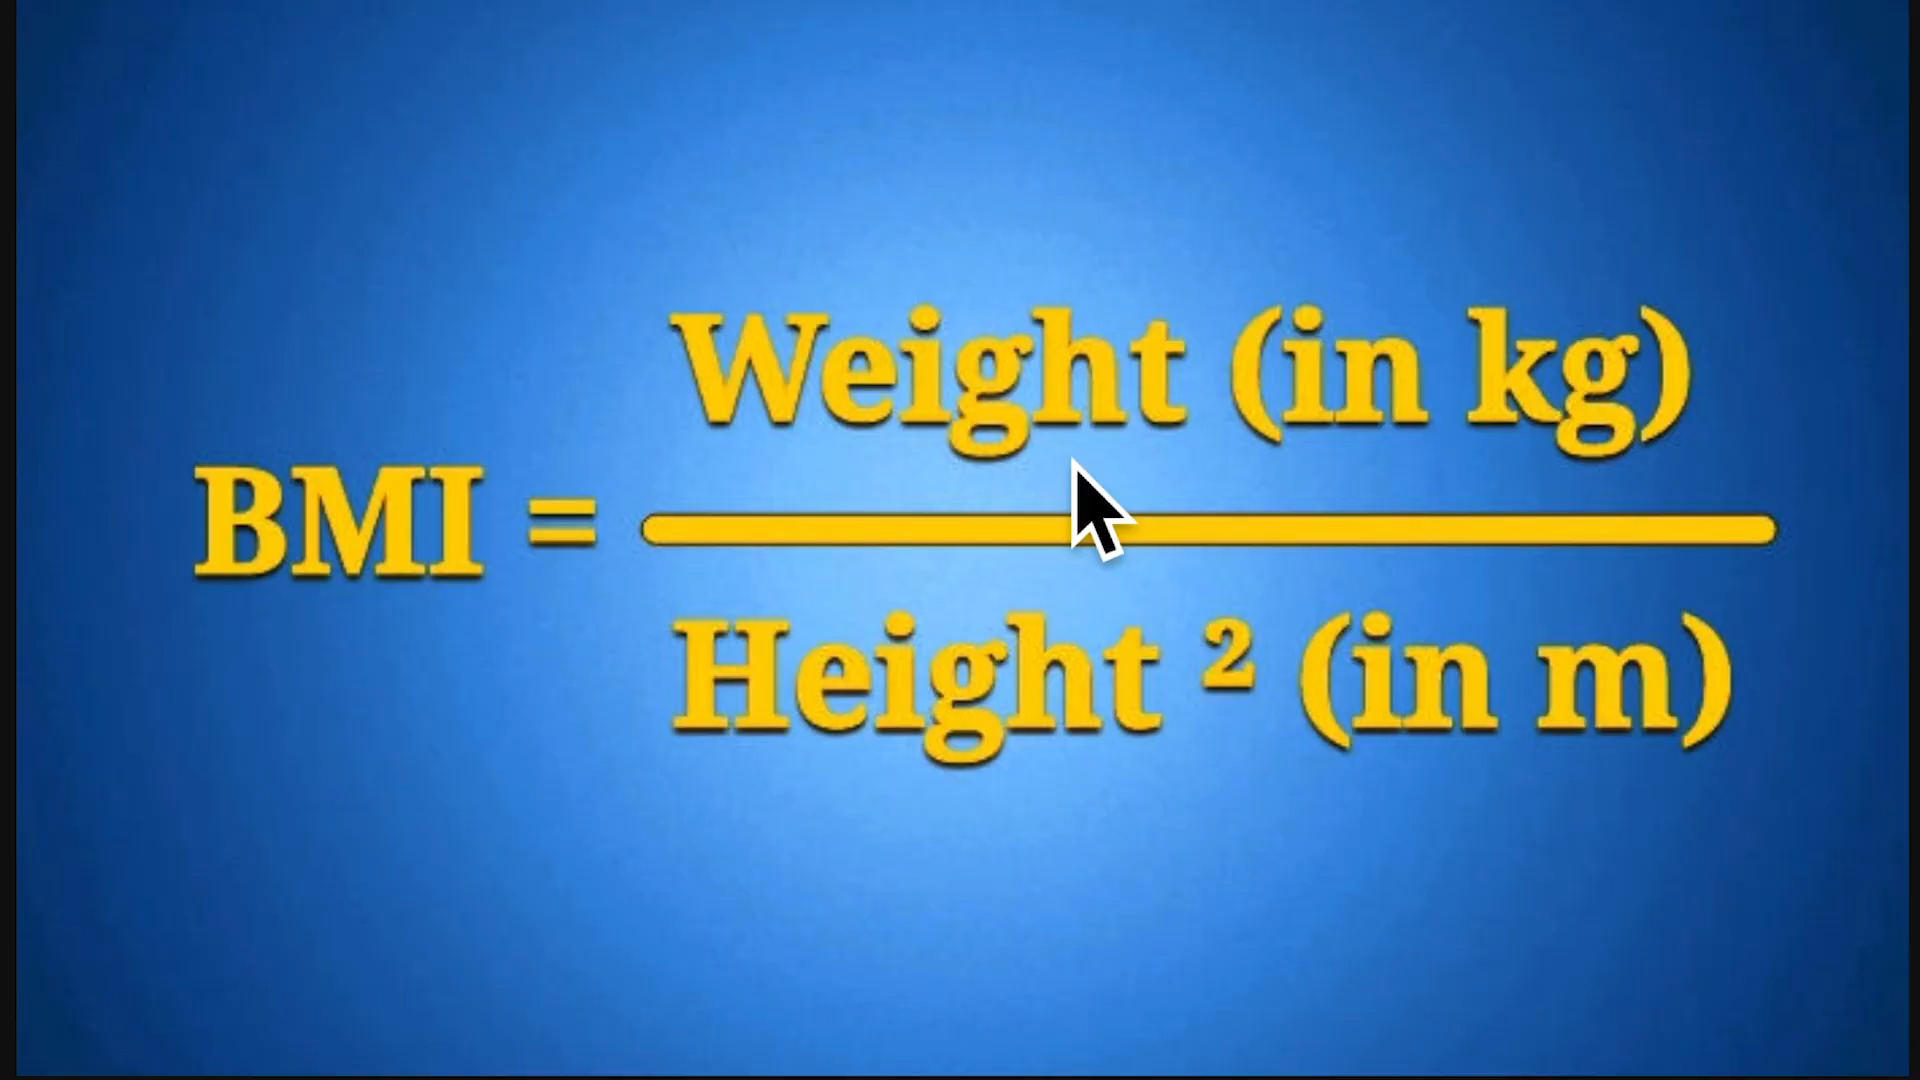 Weight (in kg)
BMI =
Height ² (in m)